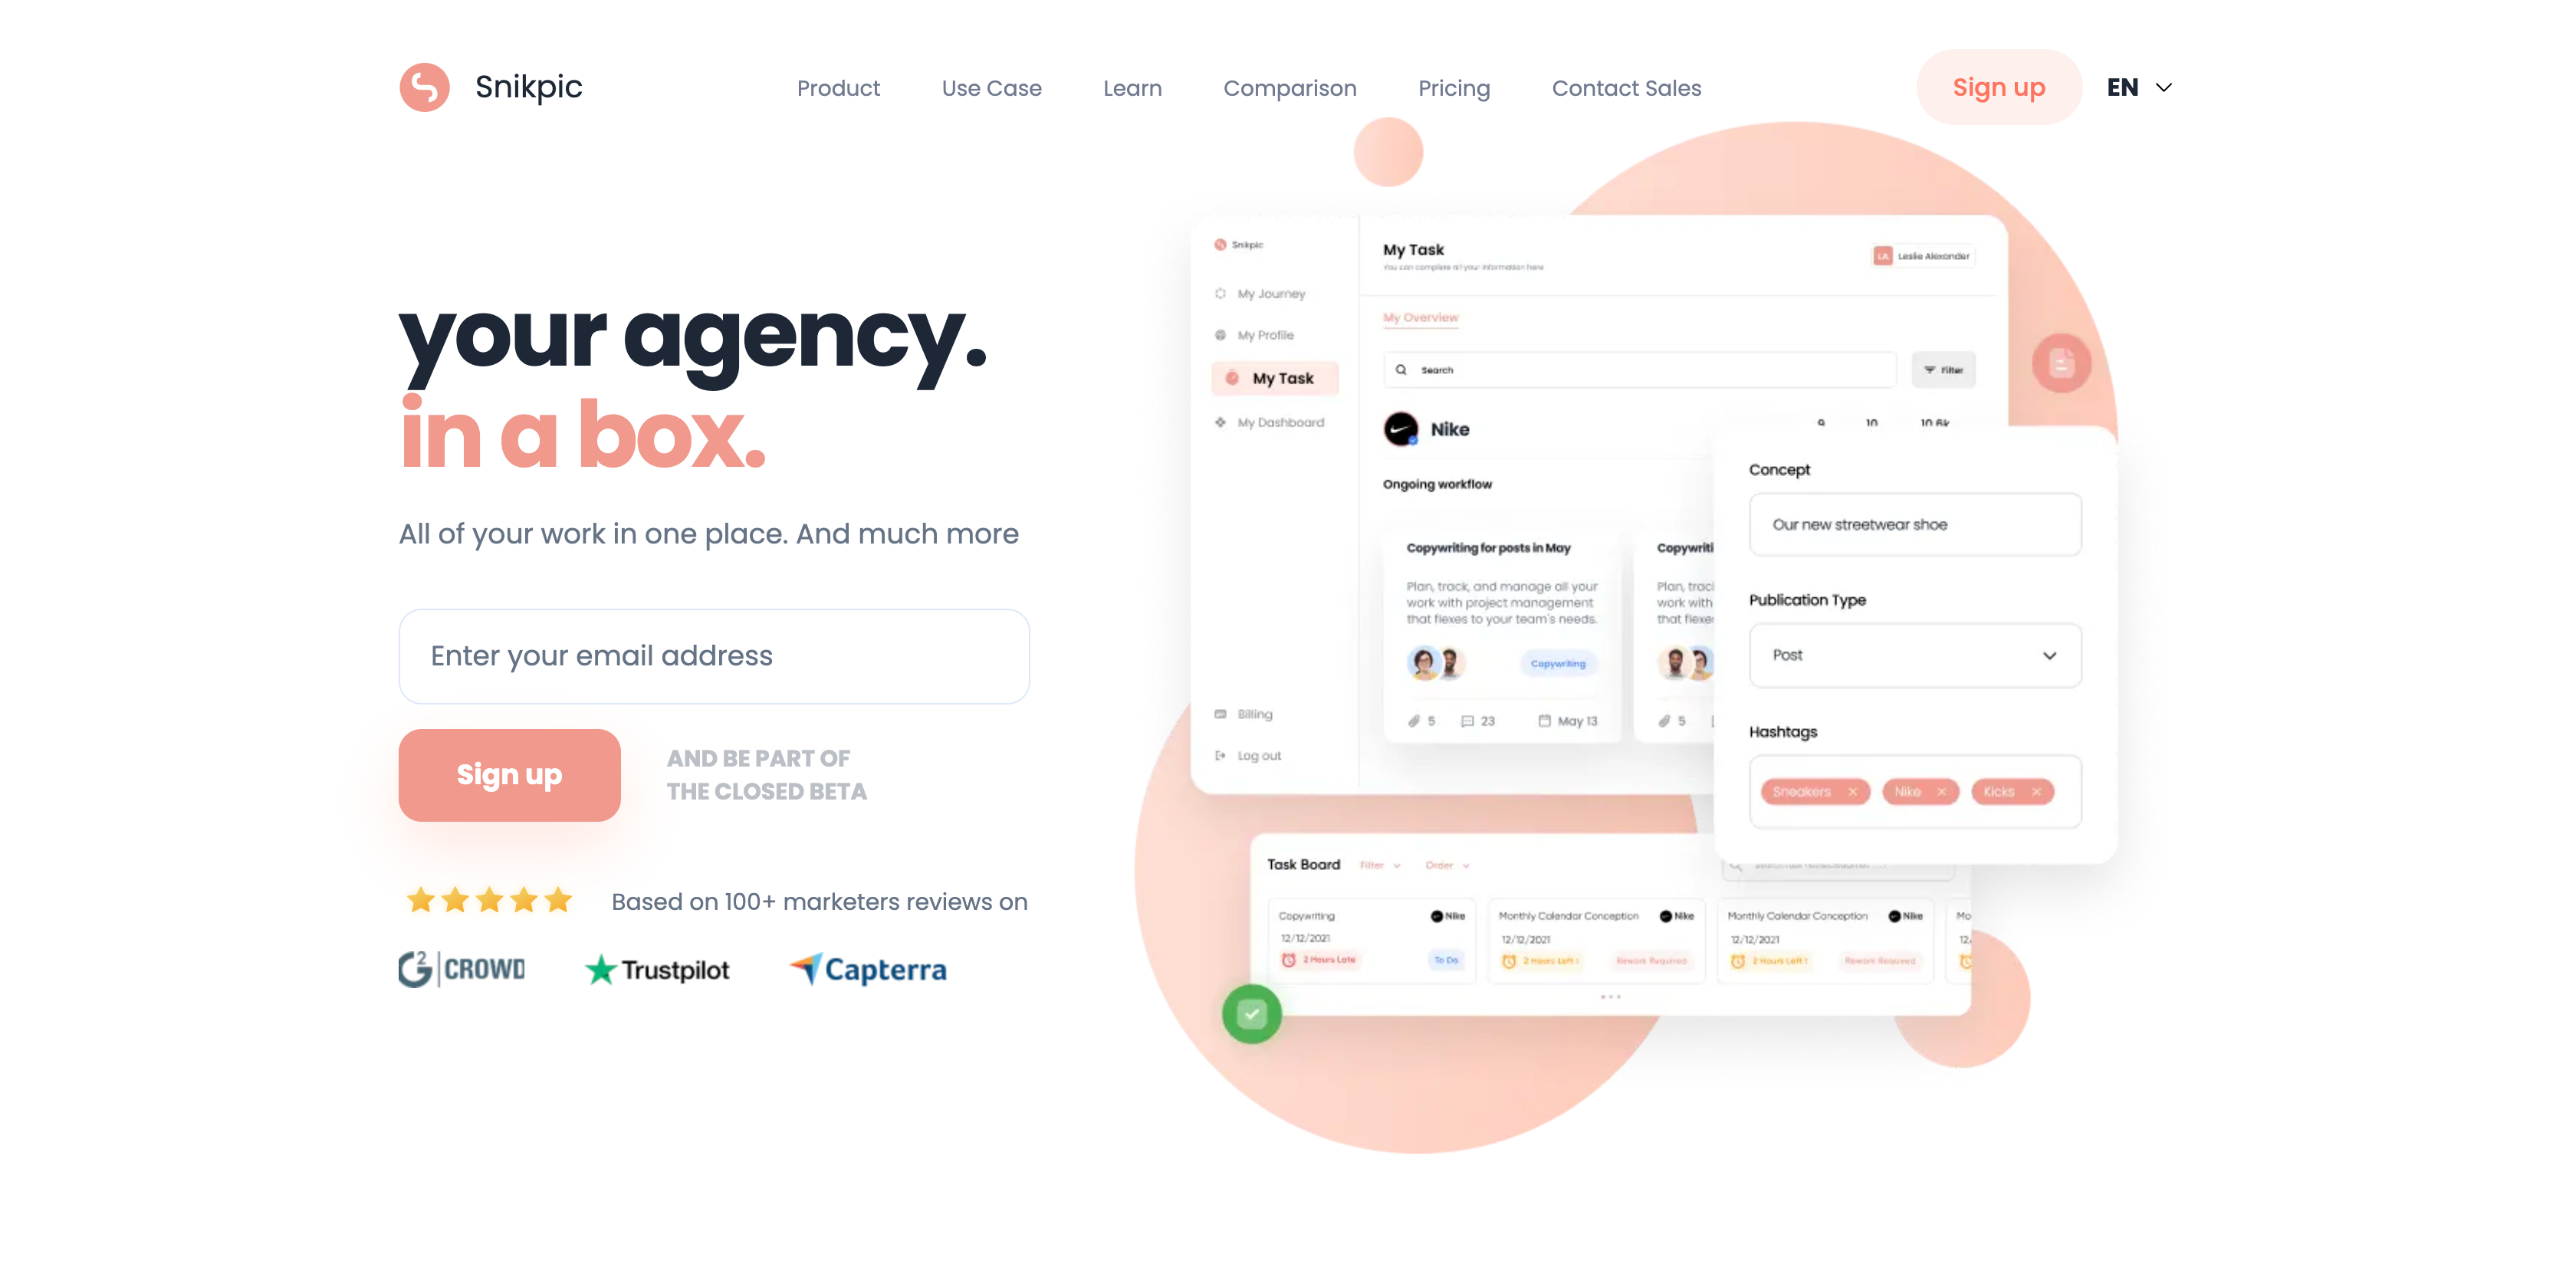 Snikpic
Product
Use Case
Learn
Comparison
Pricing
Contact Sales
Sign up
EN
your agency.
in a box.
All of your work in one place. And much more
Enter your email address
Sign up
AND BE PART OF
THE CLOSED BETA
Based on 100+ marketers reviews on
G2 CROWD
Trustpilot
Capterra
Snikpic
My Journey
My Profile
My Task
My Dashboard
Billing
Log out
My Task
You can complete all your information here
LA Leslie Alexander
My Overview
Search
Filter
Nike
9 10 10.6k
Ongoing workflow
Copywriting for posts in May
Plan, track, and manage all your
work with project management
that flexes to your team's needs.
Copywriting
5 23 May 13
Copywriti
Plan, trac
work with
that flexe
5
Concept
Our new streetwear shoe
Publication Type
Post
Hashtags
Sneakers × Nike × Kicks ×
Task Board Filter Order
Copywriting Nike
12/12/2021
2 Hours Late To Do
Monthly Calendar Conception Nike
12/12/2021
2 Hours Left ! Rework Required
Monthly Calendar Conception Nike
12/12/2021
2 Hours Left ! Rework Required
Mo
12